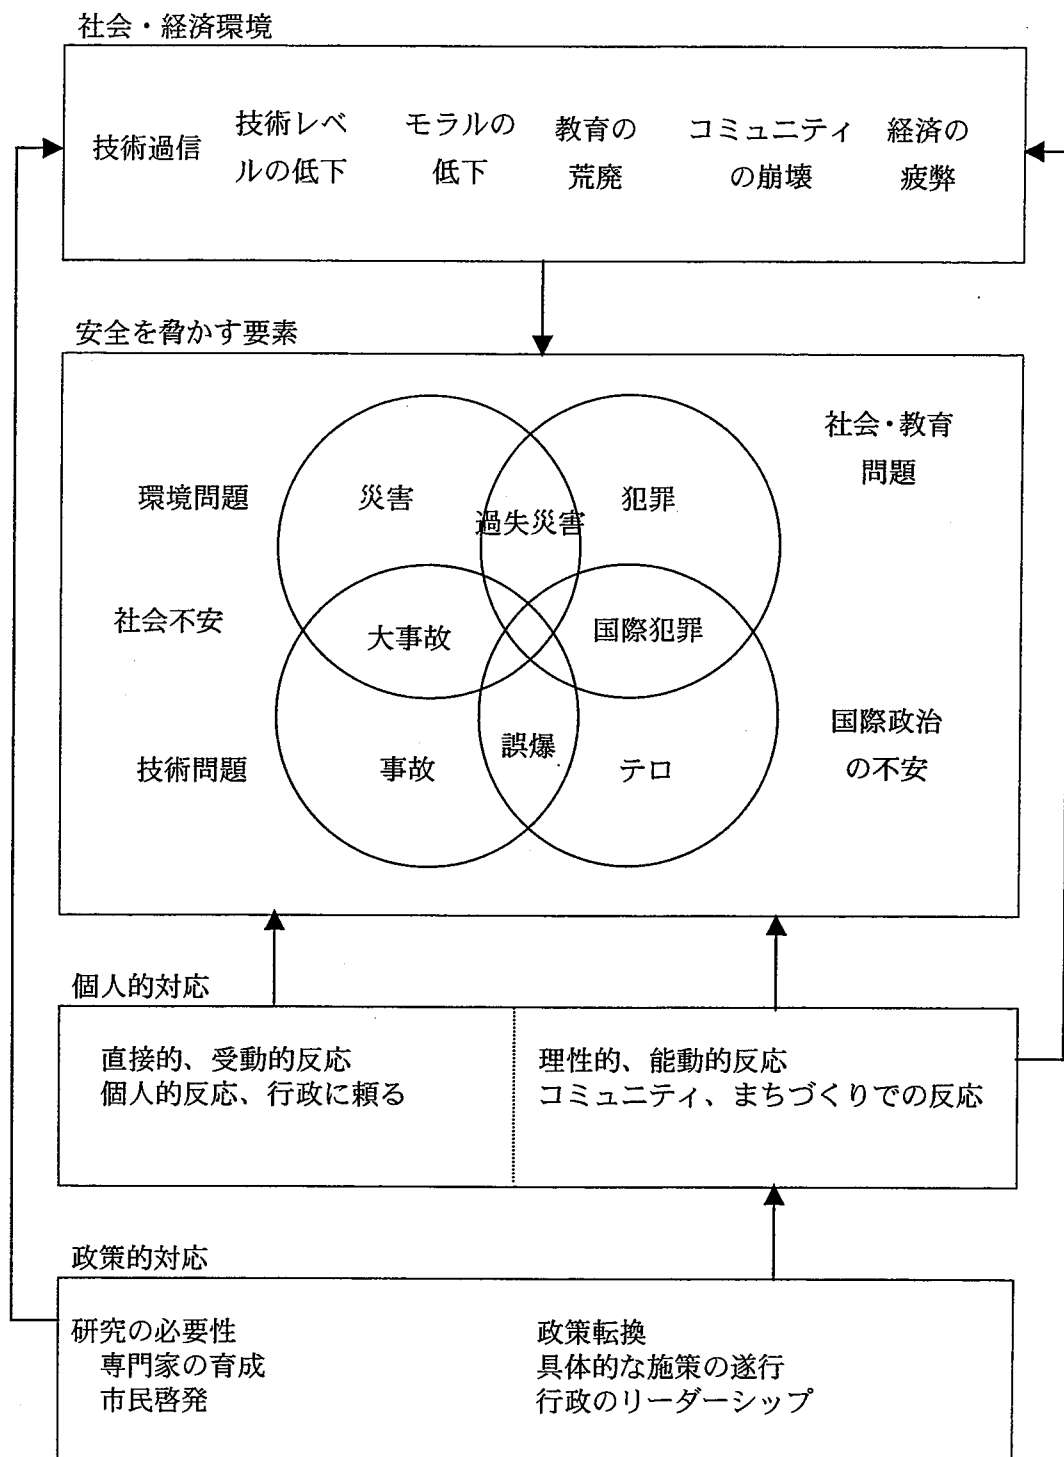 社会・経済環境
技術過信
技術レベ
ルの低下
モラルの
低下
教育の
荒廃
コミュニティ
の崩壊
経済の
疲弊
安全を脅かす要素
社会・教育
問題
環境問題
災害
過失災害
犯罪
社会不安
大事故
国際犯罪
国際政治
の不安
技術問題
事故
誤爆
テロ
個人的対応
直接的、受動的反応
個人的反応、行政に頼る
理性的、能動的反応
コミュニティ、まちづくりでの反応
政策的対応
研究の必要性
専門家の育成
市民啓発
政策転換
具体的な施策の遂行
行政のリーダーシップ